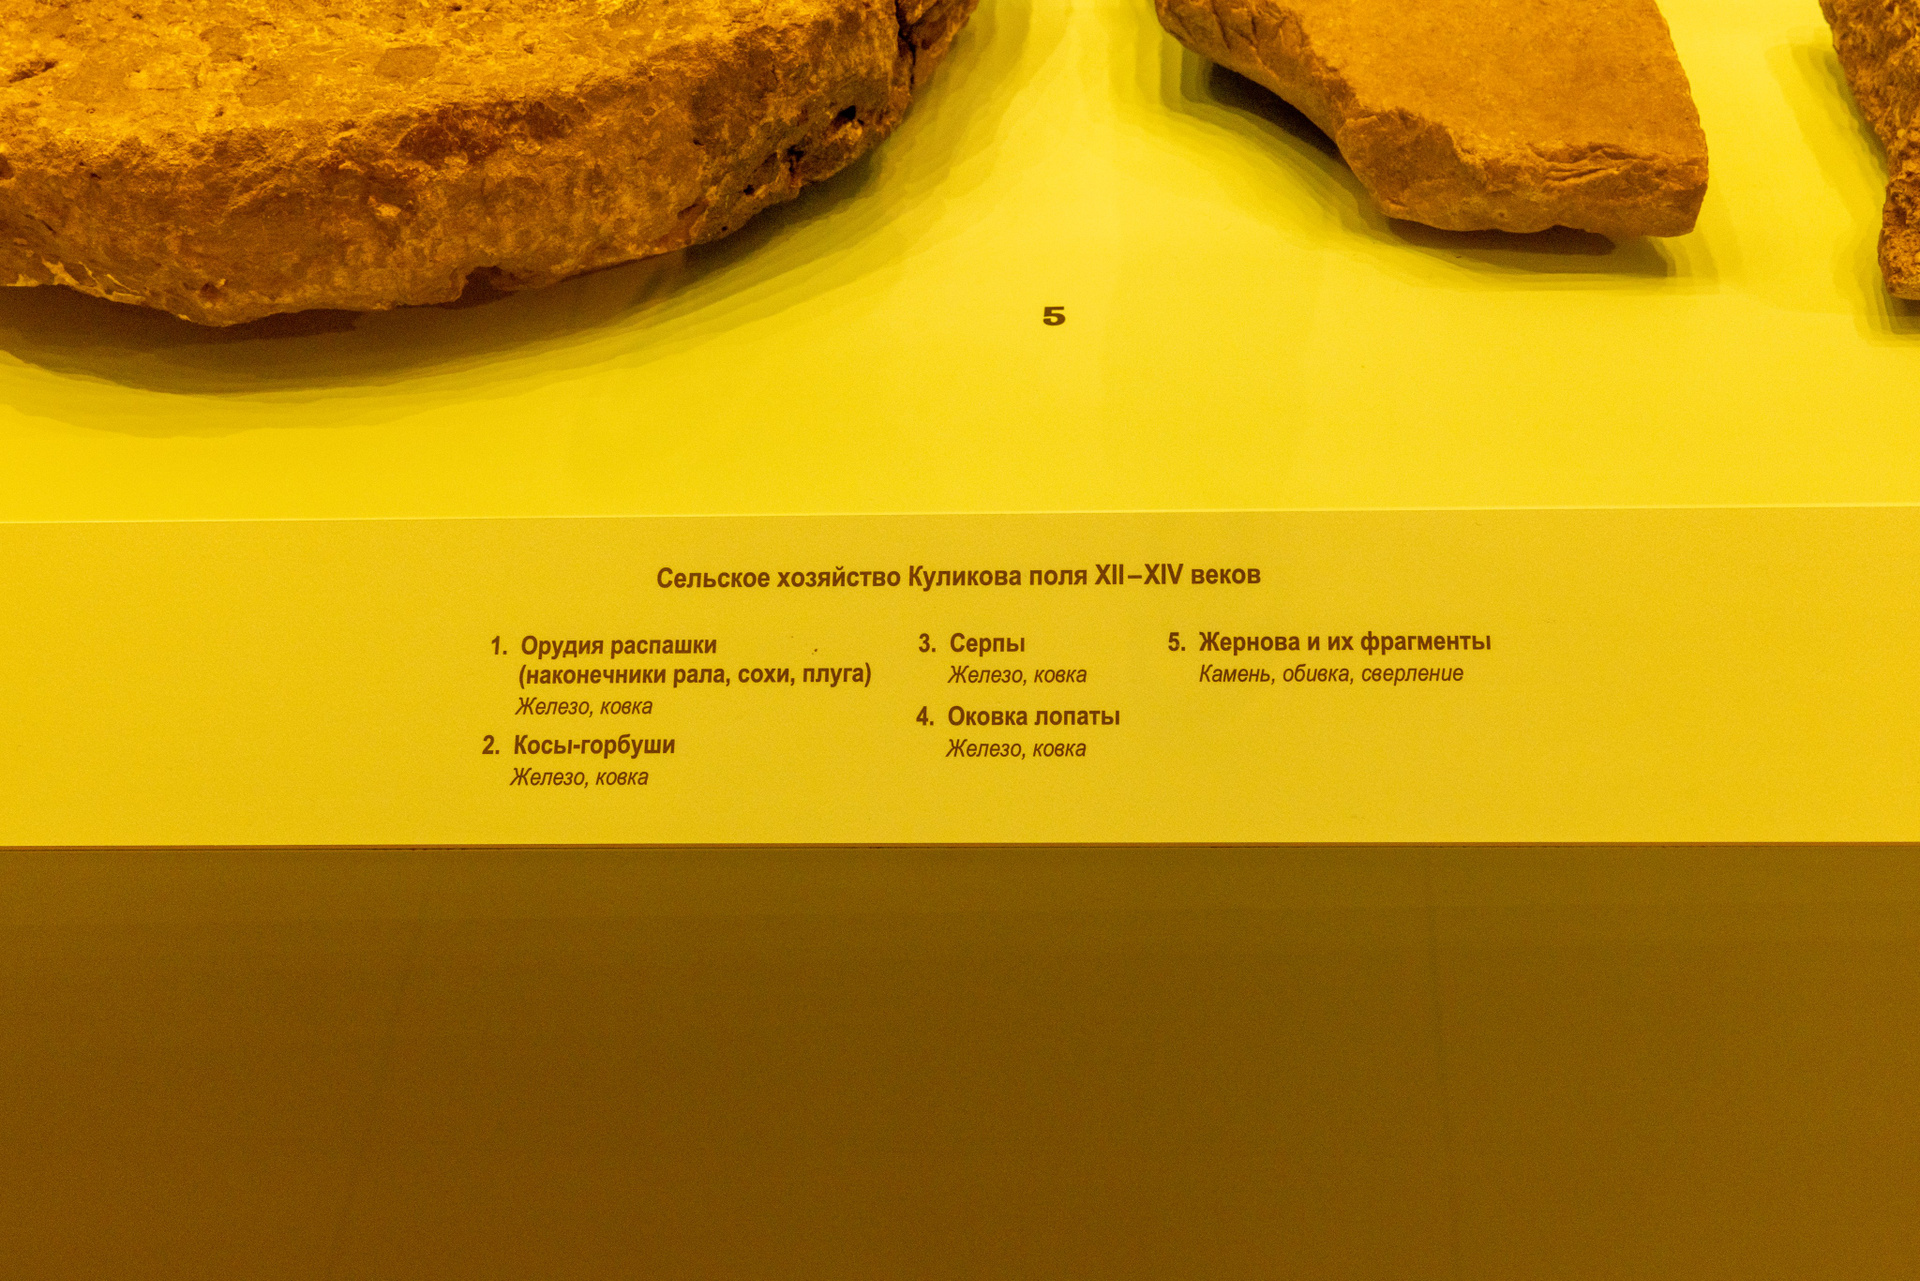 5
Сельское хозяйство Куликова поля XII–XIV веков
1. Орудия распашки
(наконечники рала, сохи, плуга)
Железо, ковка
2. Косы-горбуши
Железо, ковка
3. Серпы
Железо, ковка
4. Оковка лопаты
Железо, ковка
5. Жернова и их фрагменты
Камень, обивка, сверление